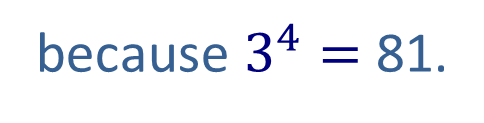 because 3⁴ = 81.